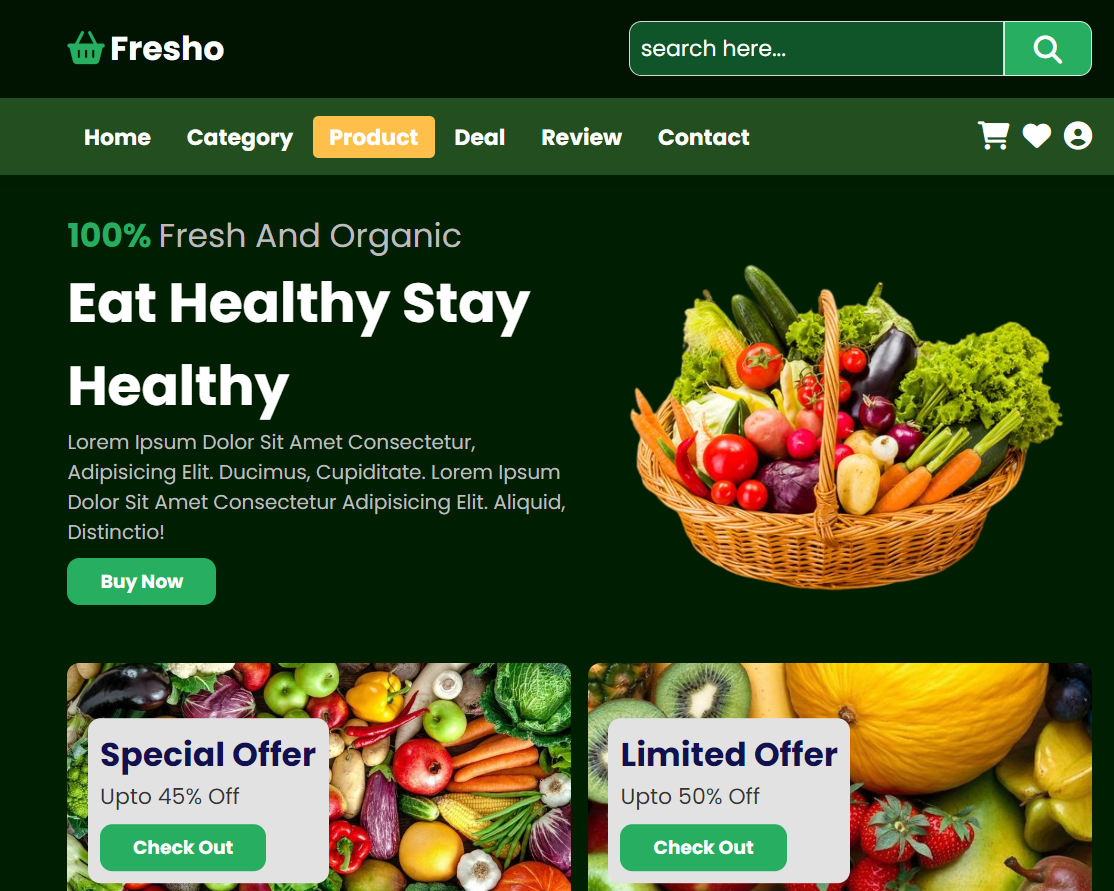 Fresho
search here...
Home Category Product Deal Review Contact
100% Fresh And Organic
Eat Healthy Stay
Healthy
Lorem Ipsum Dolor Sit Amet Consectetur,
Adipisicing Elit. Ducimus, Cupiditate. Lorem Ipsum
Dolor Sit Amet Consectetur Adipisicing Elit. Aliquid,
Distinctio!
Buy Now
Special Offer
Upto 45% Off
Check Out
Limited Offer
Upto 50% Off
Check Out